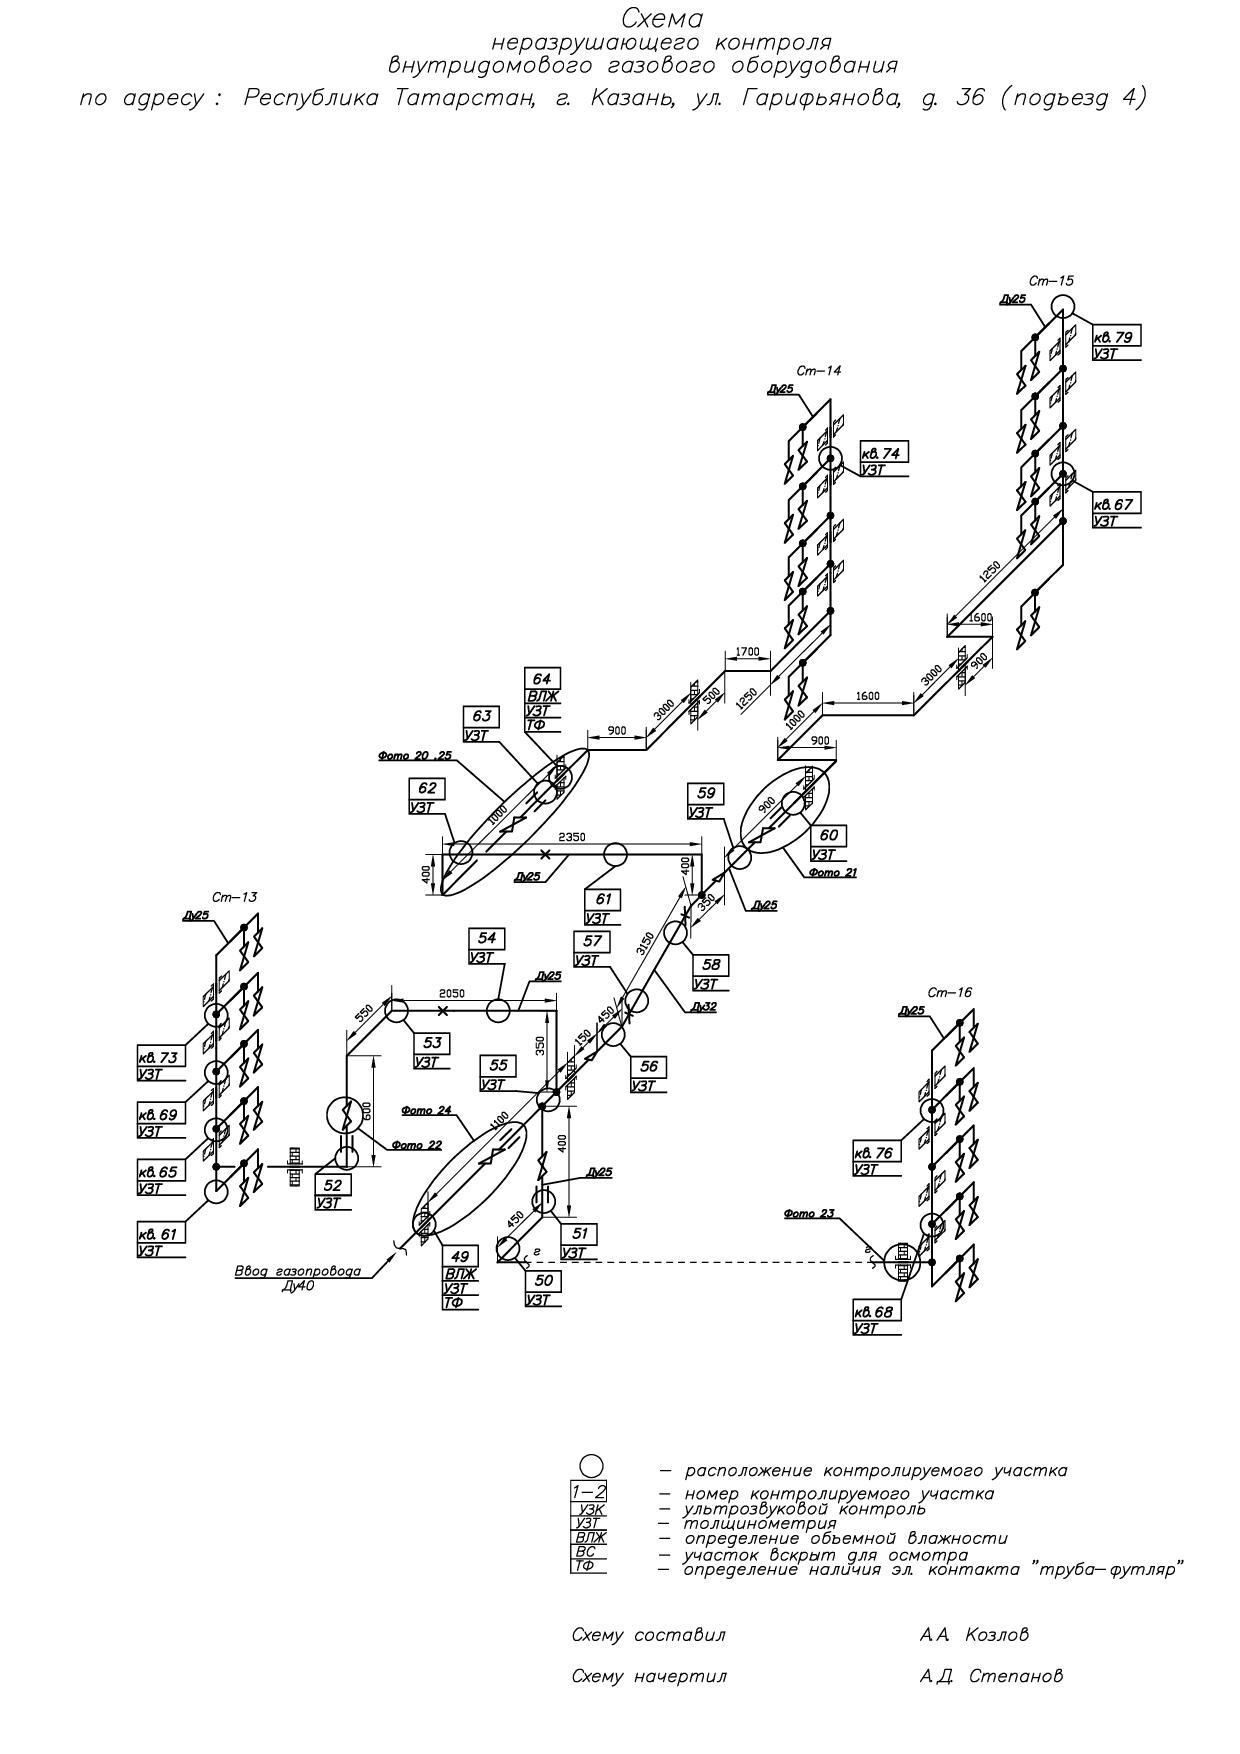 Схема
неразрушающего контроля
внутридомового газового оборудования
по адресу : Республика Татарстан, г. Казань, ул. Гарифьянова, д. 36 (подъезд 4)
Ст-15
Ду25
кв. 79
УЗТ
Ст-14
Ду25
кв. 74
УЗТ
кв. 67
УЗТ
1250
1600
900
3000
1600
1000
900
1700
1250
500
3000
900
64
ВЛЖ
УЗТ
ТФ
63
УЗТ
Фото 20 ,25
62
УЗТ
1000
2350
400
Ду25
61
УЗТ
400
59
УЗТ
900
60
УЗТ
Фото 21
Ду25
350
3150
58
УЗТ
57
УЗТ
Ду32
450
150
56
УЗТ
Ст-13
Ду25
кв. 73
УЗТ
кв. 69
УЗТ
кв. 65
УЗТ
кв. 61
УЗТ
54
УЗТ
Ду25
2050
550
53
УЗТ
350
55
УЗТ
600
Фото 22
52
УЗТ
Фото 24
1100
400
Ду25
51
УЗТ
450
г
50
УЗТ
49
ВЛЖ
УЗТ
ТФ
Ввод газопровода
Ду40
Ст-16
Ду25
кв. 76
УЗТ
Фото 23
г
кв. 68
УЗТ
– расположение контролируемого участка
1-2 – номер контролируемого участка
УЗК – ультрозвуковой контроль
УЗТ – толщинометрия
ВЛЖ – определение обьемной влажности
ВС – участок вскрыт для осмотра
ТФ – определение наличия эл. контакта "труба-футляр"
Схему составил А.А. Козлов
Схему начертил А.Д. Степанов